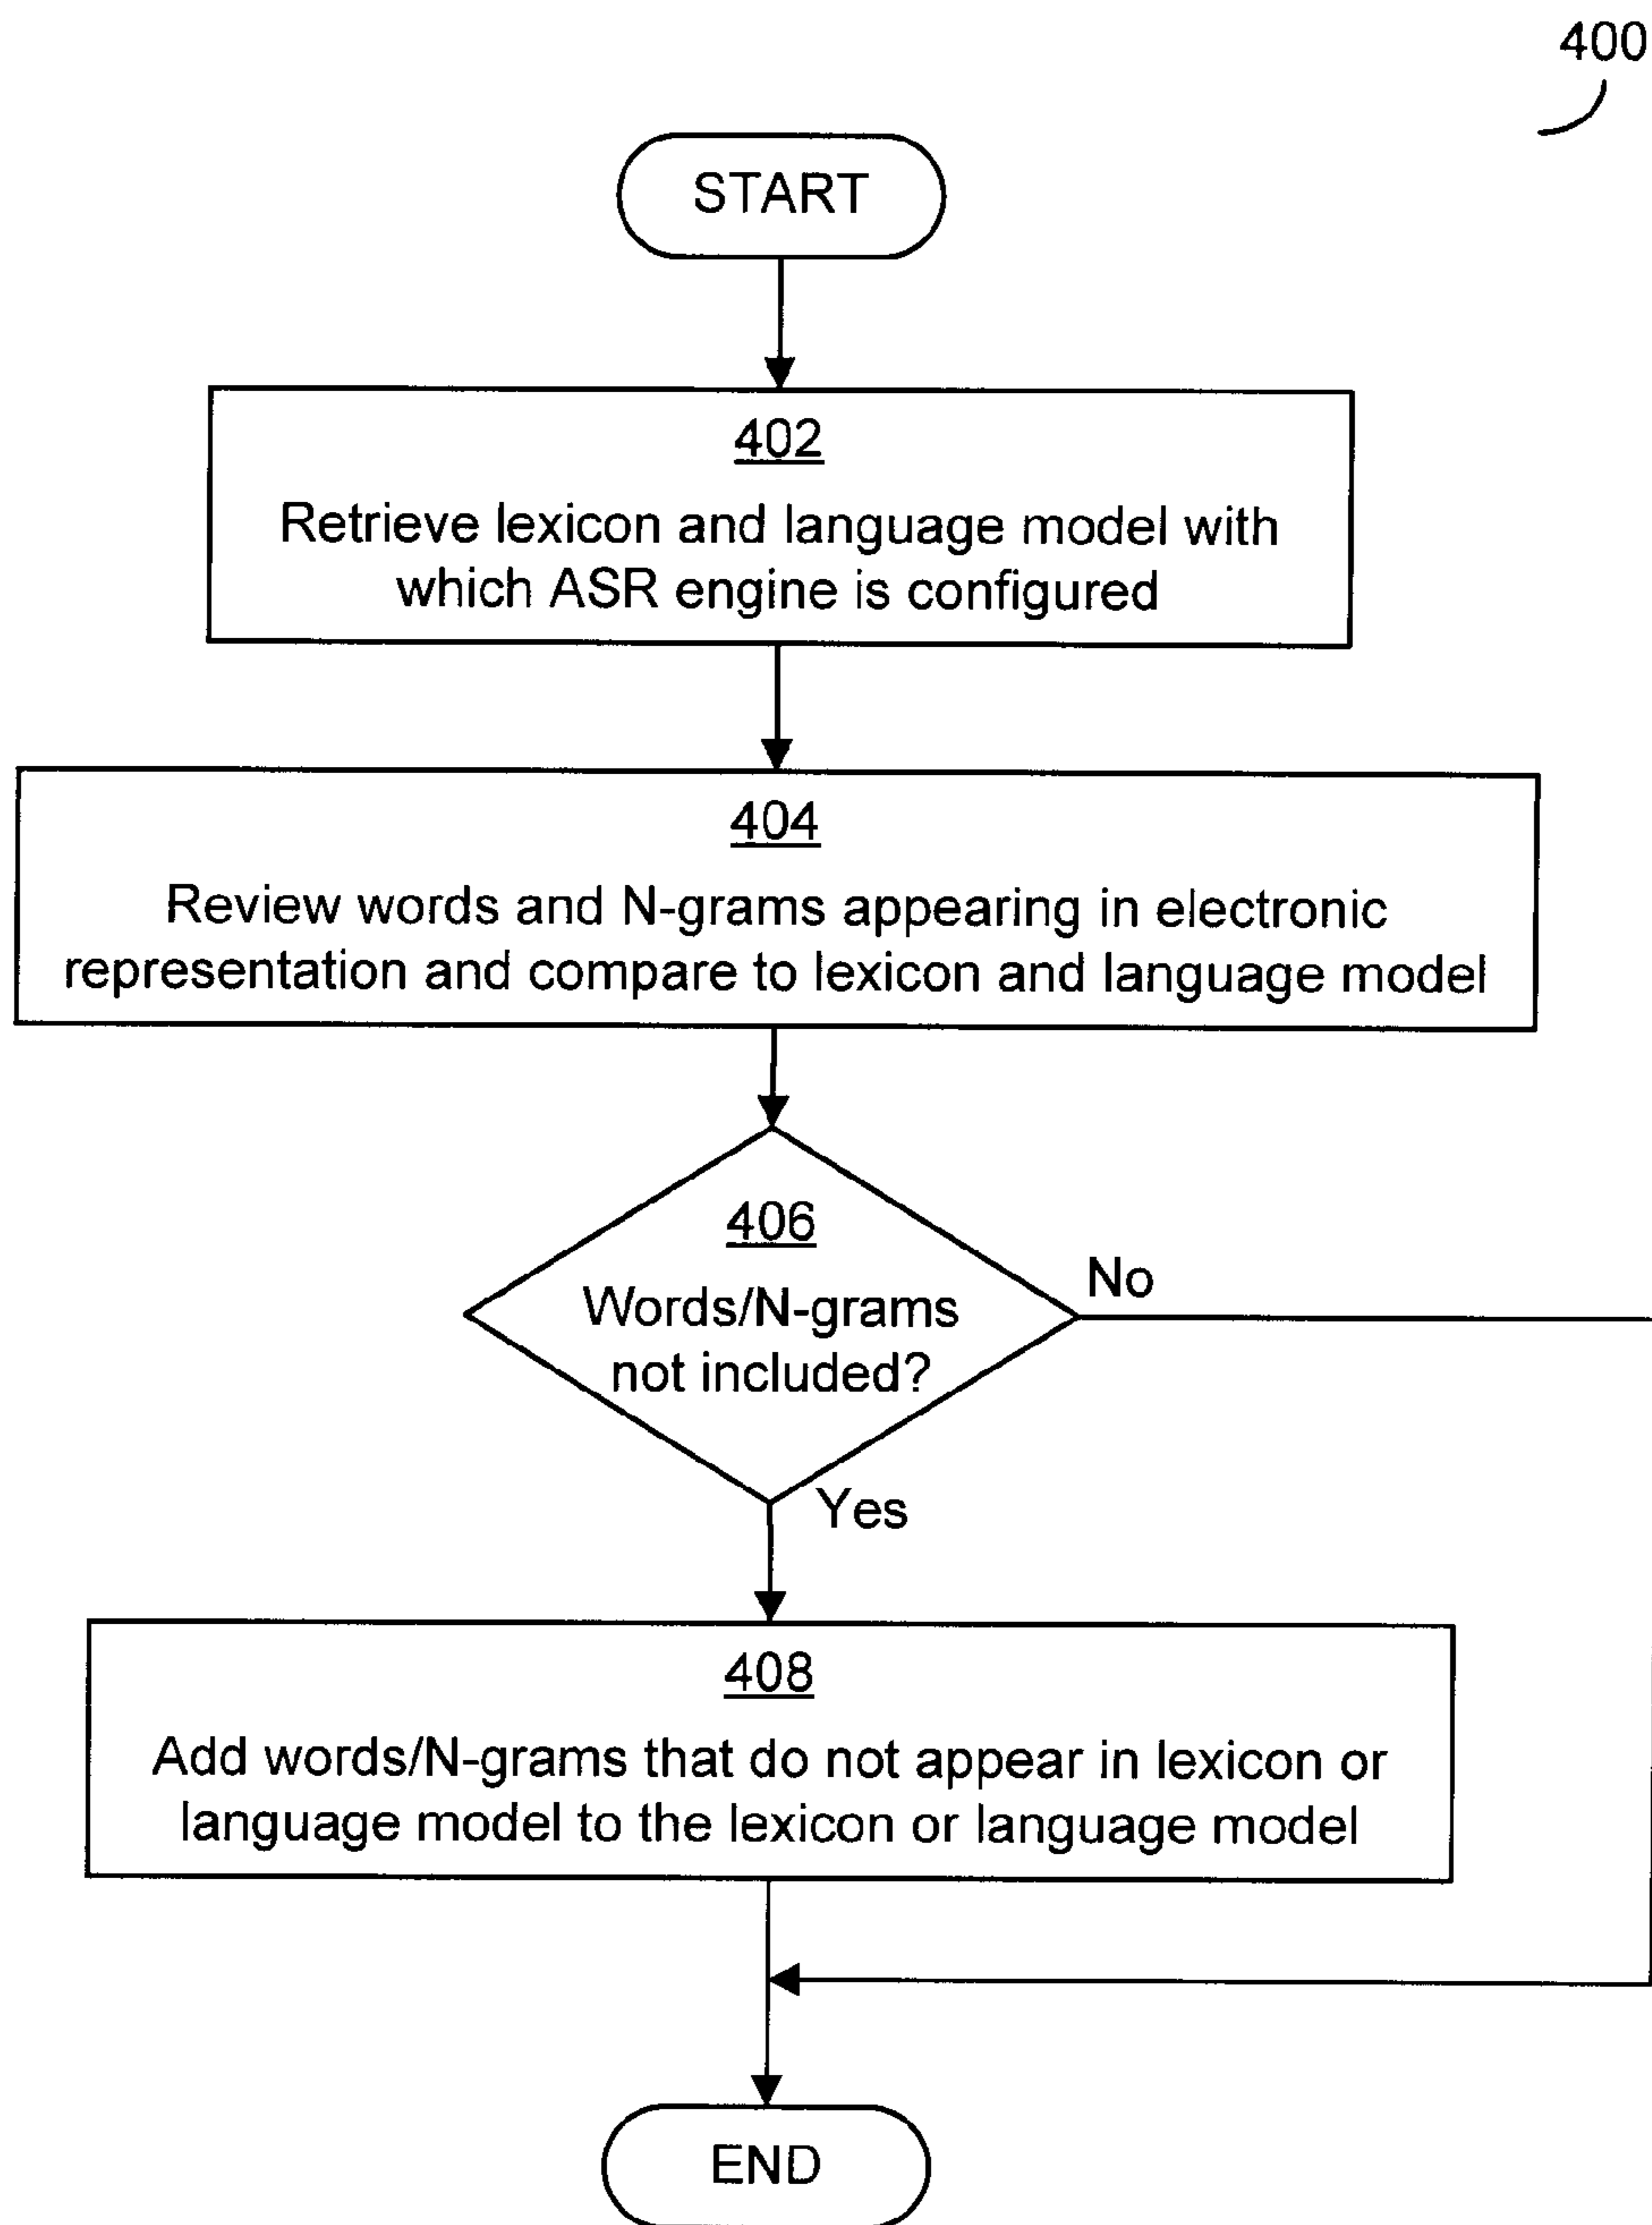 400
START
402
Retrieve lexicon and language model with
which ASR engine is configured
404
Review words and N-grams appearing in electronic
representation and compare to lexicon and language model
406
Words/N-grams
not included?
No
Yes
408
Add words/N-grams that do not appear in lexicon or
language model to the lexicon or language model
END